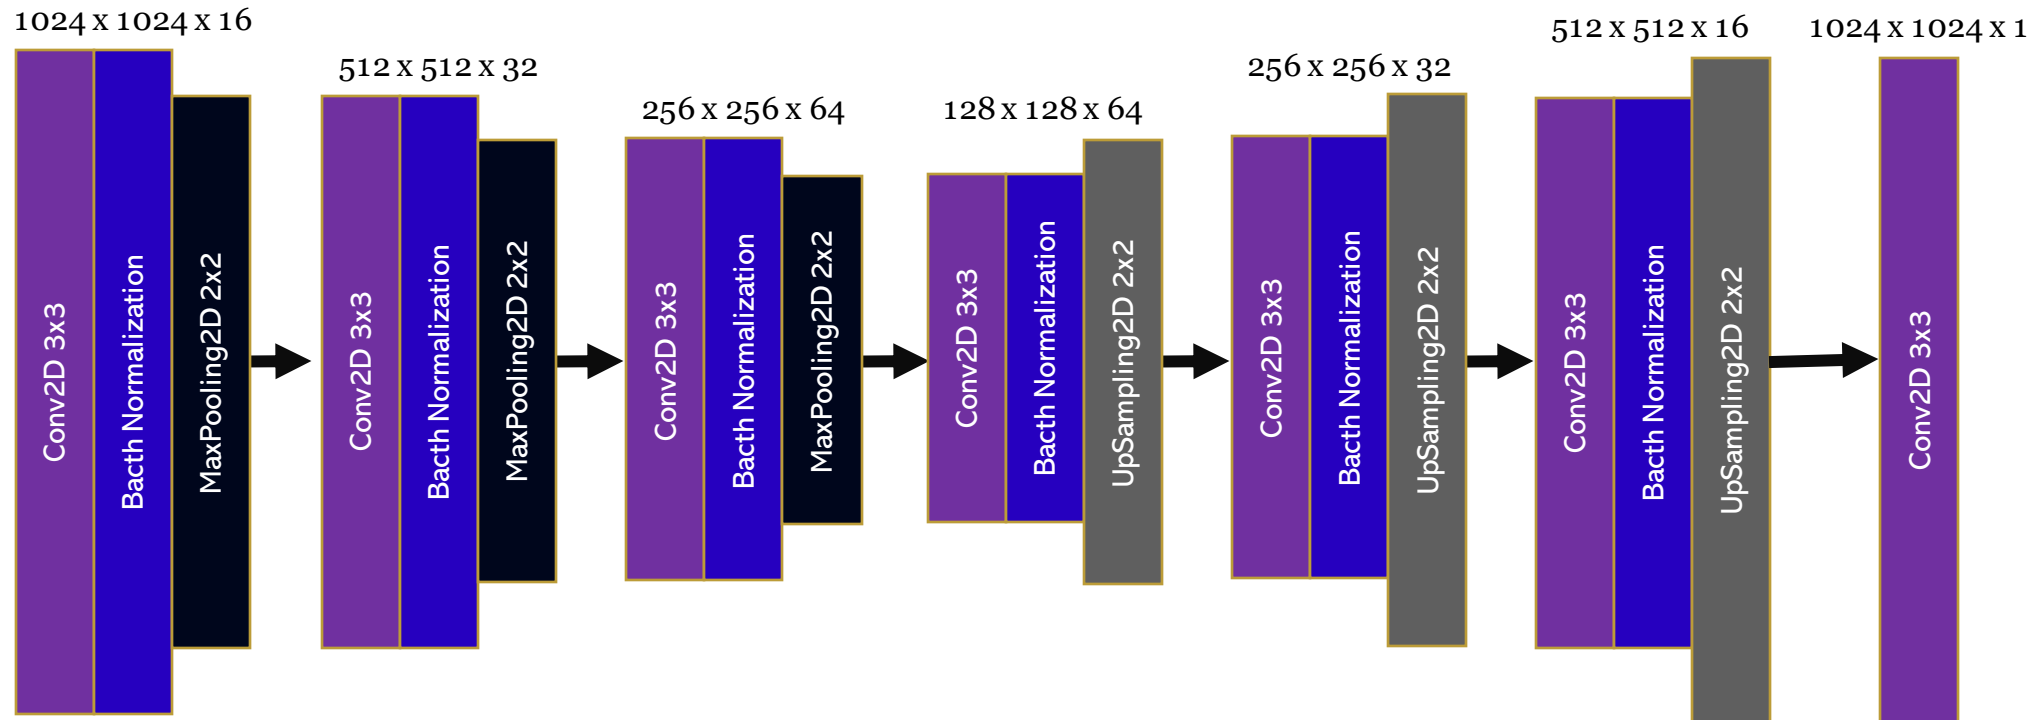 1024 x 1024 x 16
Conv2D 3x3
Bacth Normalization
MaxPooling2D 2x2
512 x 512 x 32
Conv2D 3x3
Bacth Normalization
MaxPooling2D 2x2
256 x 256 x 64
Conv2D 3x3
Bacth Normalization
MaxPooling2D 2x2
128 x 128 x 64
Conv2D 3x3
Bacth Normalization
UpSampling2D 2x2
256 x 256 x 32
Conv2D 3x3
Bacth Normalization
UpSampling2D 2x2
512 x 512 x 16
Conv2D 3x3
Bacth Normalization
UpSampling2D 2x2
1024 x 1024 x 1
Conv2D 3x3